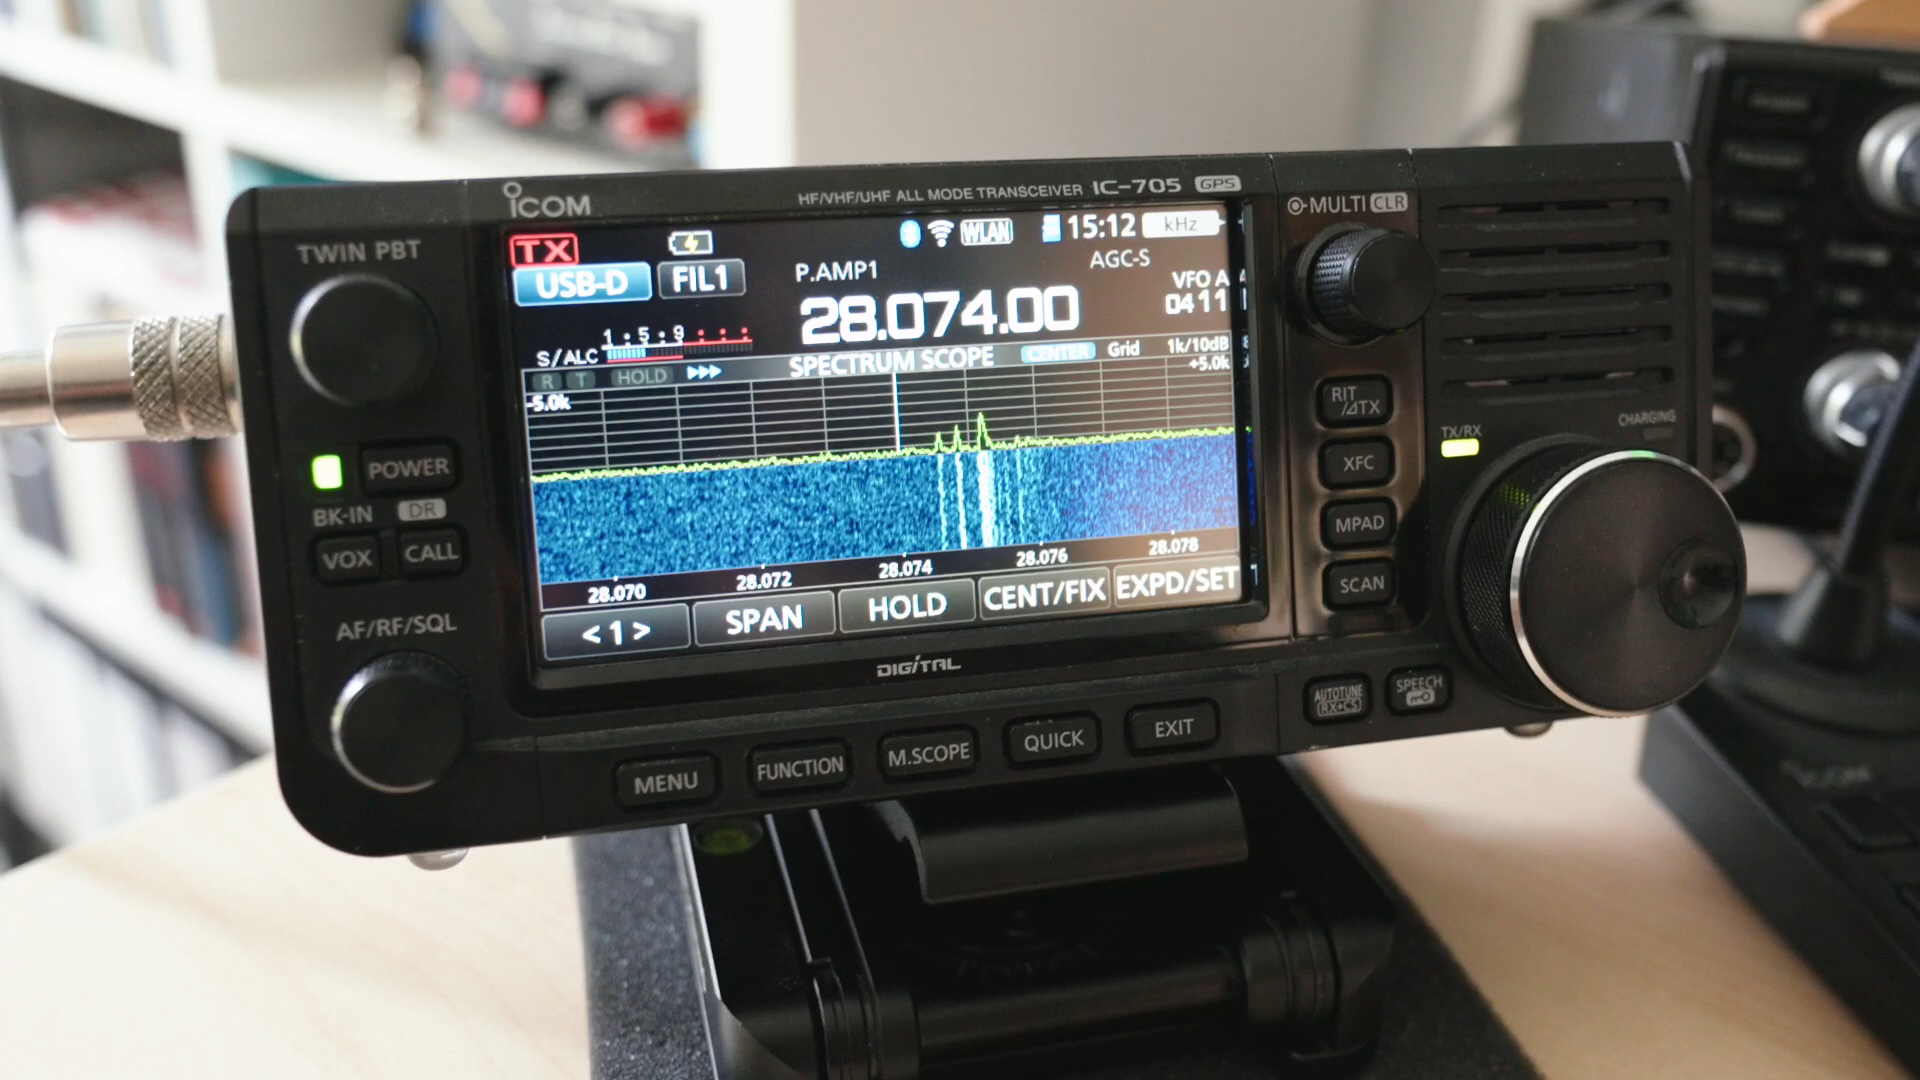 ICOM
HF/VHF/UHF ALL MODE TRANSCEIVER IC-705 GPS
MULTI CLR
TWIN PBT
TX
WLAN 15:12 kHz
USB-D FIL1 P.AMP1 AGC-S
28.074.00 VFO A
0411
1 5 9
S/ALC
SPECTRUM SCOPE CENTER Grid 1k/10dB
R T HOLD
-5.0k +5.0k
28.070 28.072 28.074 28.076 28.078
<1> SPAN HOLD CENT/FIX EXPD/SET
DIGITAL
POWER
BK-IN DR
VOX CALL
AF/RF/SQL
RIT
/⊿TX
XFC
MPAD
SCAN
TX/RX
CHARGING
AUTOTUNE
RX→CS
SPEECH
MENU FUNCTION M.SCOPE QUICK EXIT